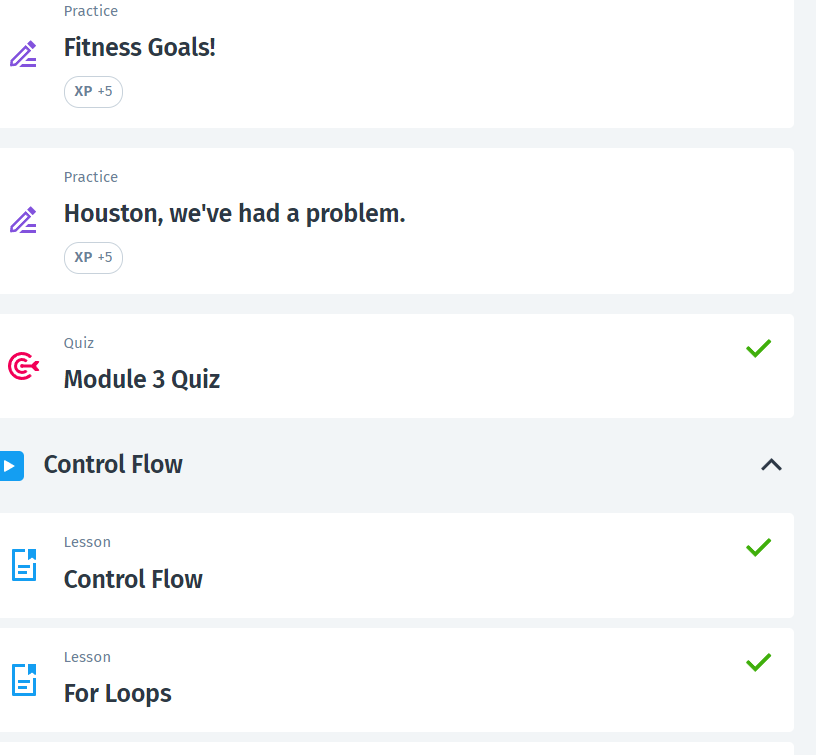 Practice
Fitness Goals!
XP +5
Practice
Houston, we've had a problem.
XP +5
Quiz
Module 3 Quiz
Control Flow
Lesson
Control Flow
Lesson
For Loops